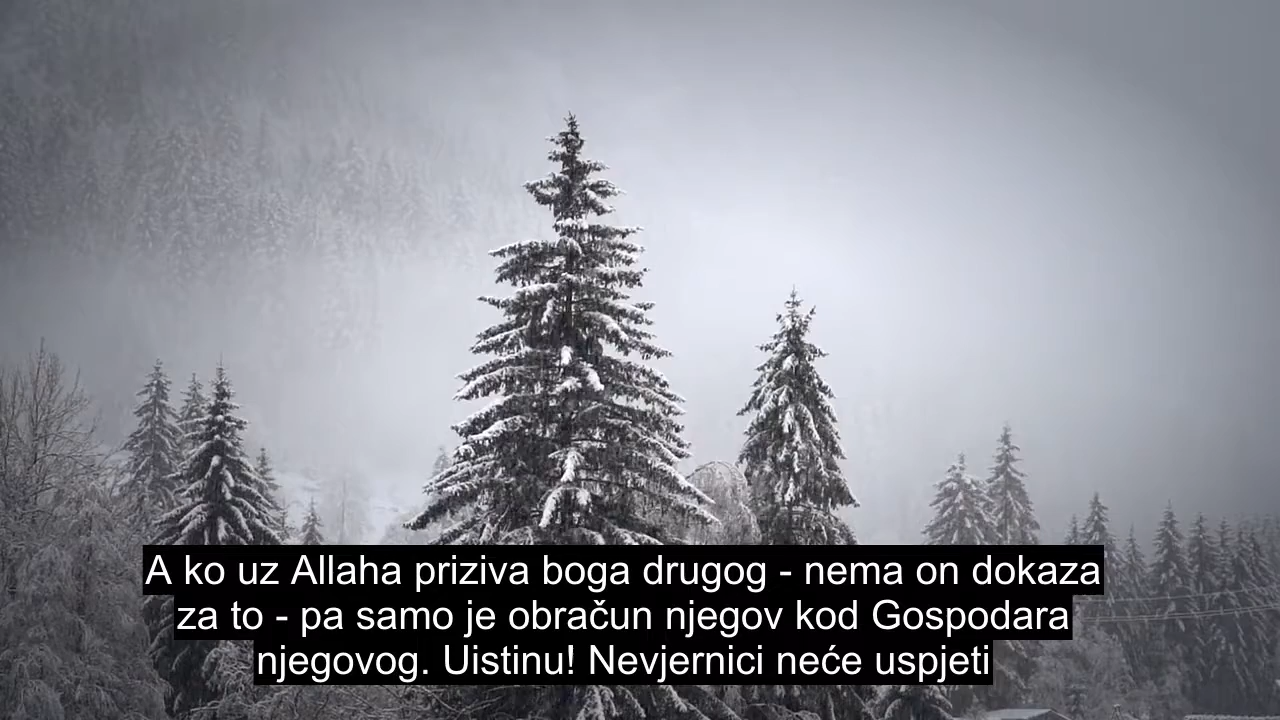 A ko uz Allaha priziva boga drugog - nema on dokaza
za to - pa samo je obračun njegov kod Gospodara
njegovog. Uistinu! Nevjernici neće uspjeti